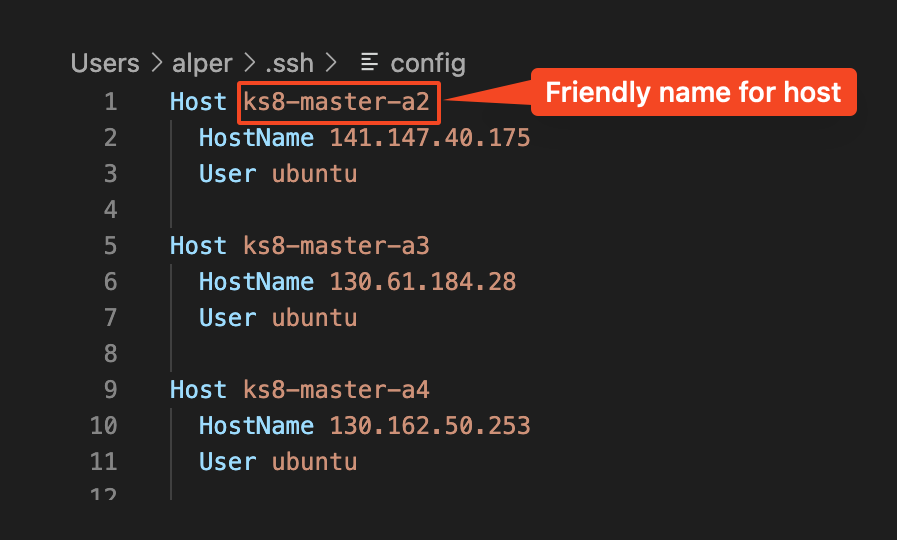 Users > alper > .ssh > config
1 Host ks8-master-a2
Friendly name for host
2 HostName 141.147.40.175
3 User ubuntu
4
5 Host ks8-master-a3
6 HostName 130.61.184.28
7 User ubuntu
8
9 Host ks8-master-a4
10 HostName 130.162.50.253
11 User ubuntu
12